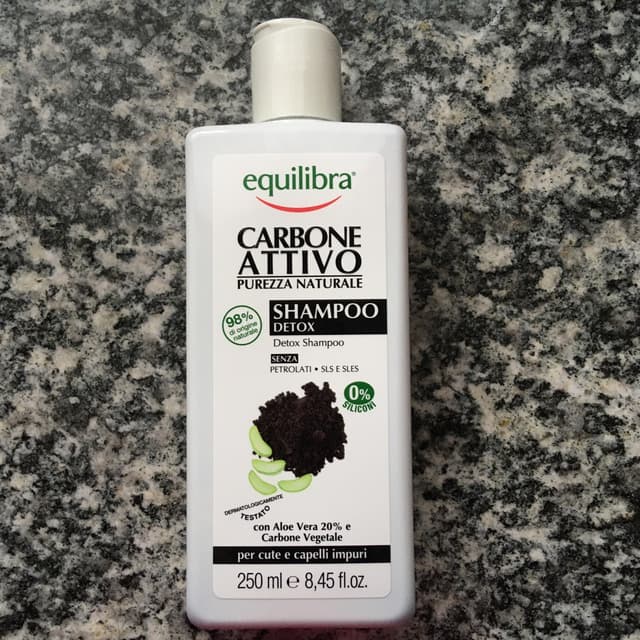 equilibra®
CARBONE
ATTIVO
PUREZZA NATURALE
SHAMPOO
DETOX
Detox Shampoo
98%
di origine
naturale
SENZA
PETROLATI • SLS E SLES
0%
SILICONI
DERMATOLOGICAMENTE
TESTATO
con Aloe Vera 20% e
Carbone Vegetale
per cute e capelli impuri
250 ml e 8,45 fl.oz.